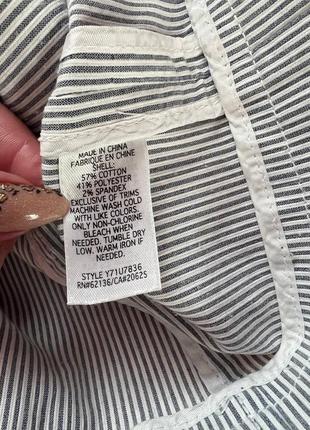 MADE IN CHINA
FABRIQUE EN CHINE
SHELL:
57% COTTON
41% POLYESTER
2% SPANDEX
EXCLUSIVE OF TRIMS
MACHINE WASH COLD
WITH LIKE COLORS.
ONLY NON-CHLORINE
BLEACH WHEN
NEEDED. TUMBLE DRY
LOW. WARM IRON IF
NEEDED.
STYLE Y71U7836
RN#62136/CA#20625